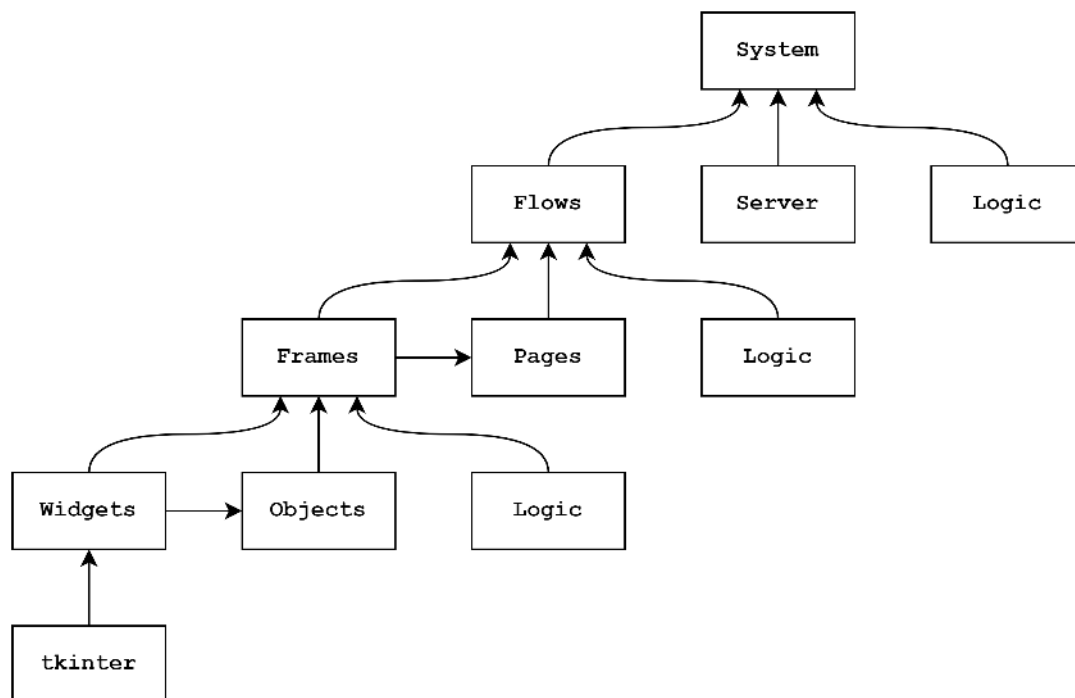 System
Flows
Server
Logic
Frames
Pages
Logic
Widgets
Objects
Logic
tkinter